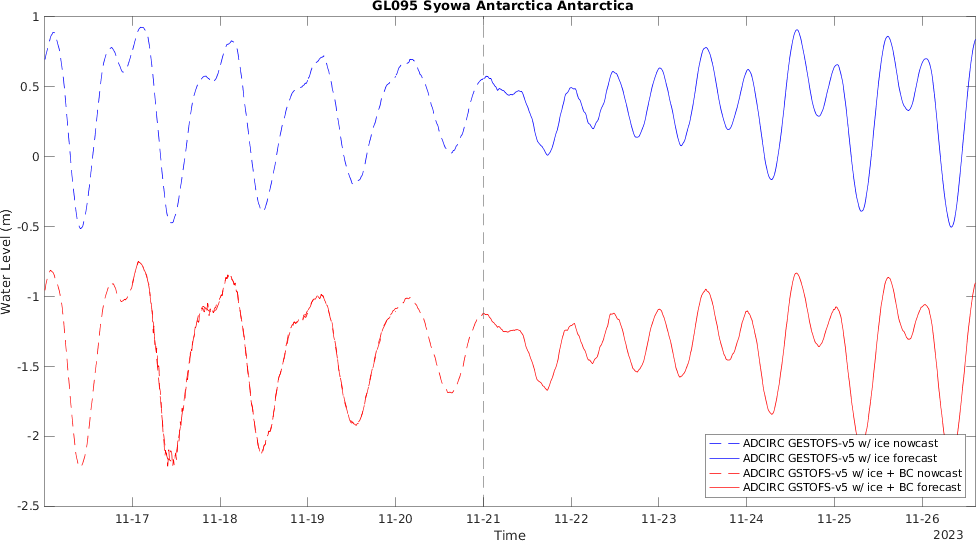 GL095 Syowa Antarctica Antarctica
1
0.5
0
-0.5
-1
-1.5
-2
-2.5
Water Level (m)
ADCIRC GESTOFS-v5 w/ ice nowcast
ADCIRC GESTOFS-v5 w/ ice forecast
ADCIRC GSTOFS-v5 w/ ice + BC nowcast
ADCIRC GSTOFS-v5 w/ ice + BC forecast
11-17 11-18 11-19 11-20 11-21 11-22 11-23 11-24 11-25 11-26
Time
2023